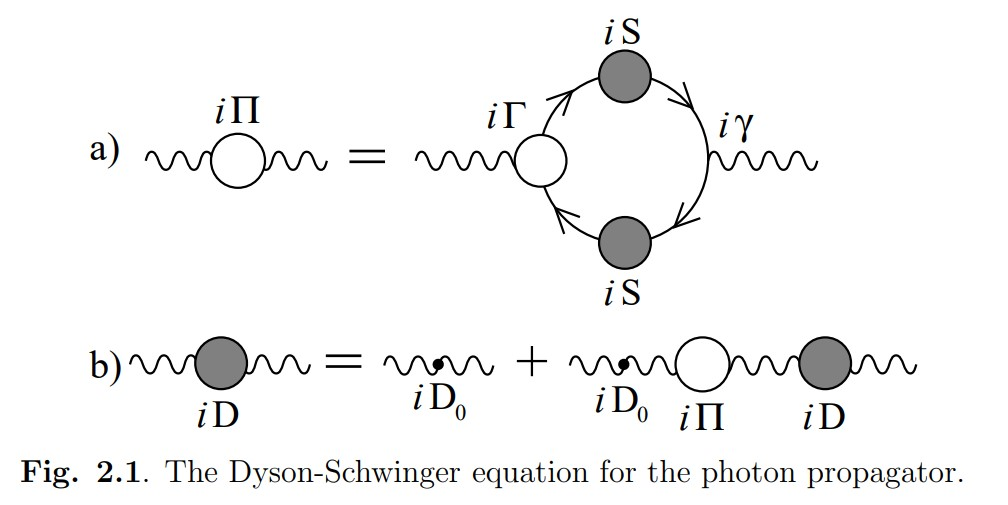 iS
iΓ
iγ
iΠ
a)
=
iS
b)
=
+
iD
iD₀
iD₀
iΠ
iD
Fig. 2.1. The Dyson-Schwinger equation for the photon propagator.